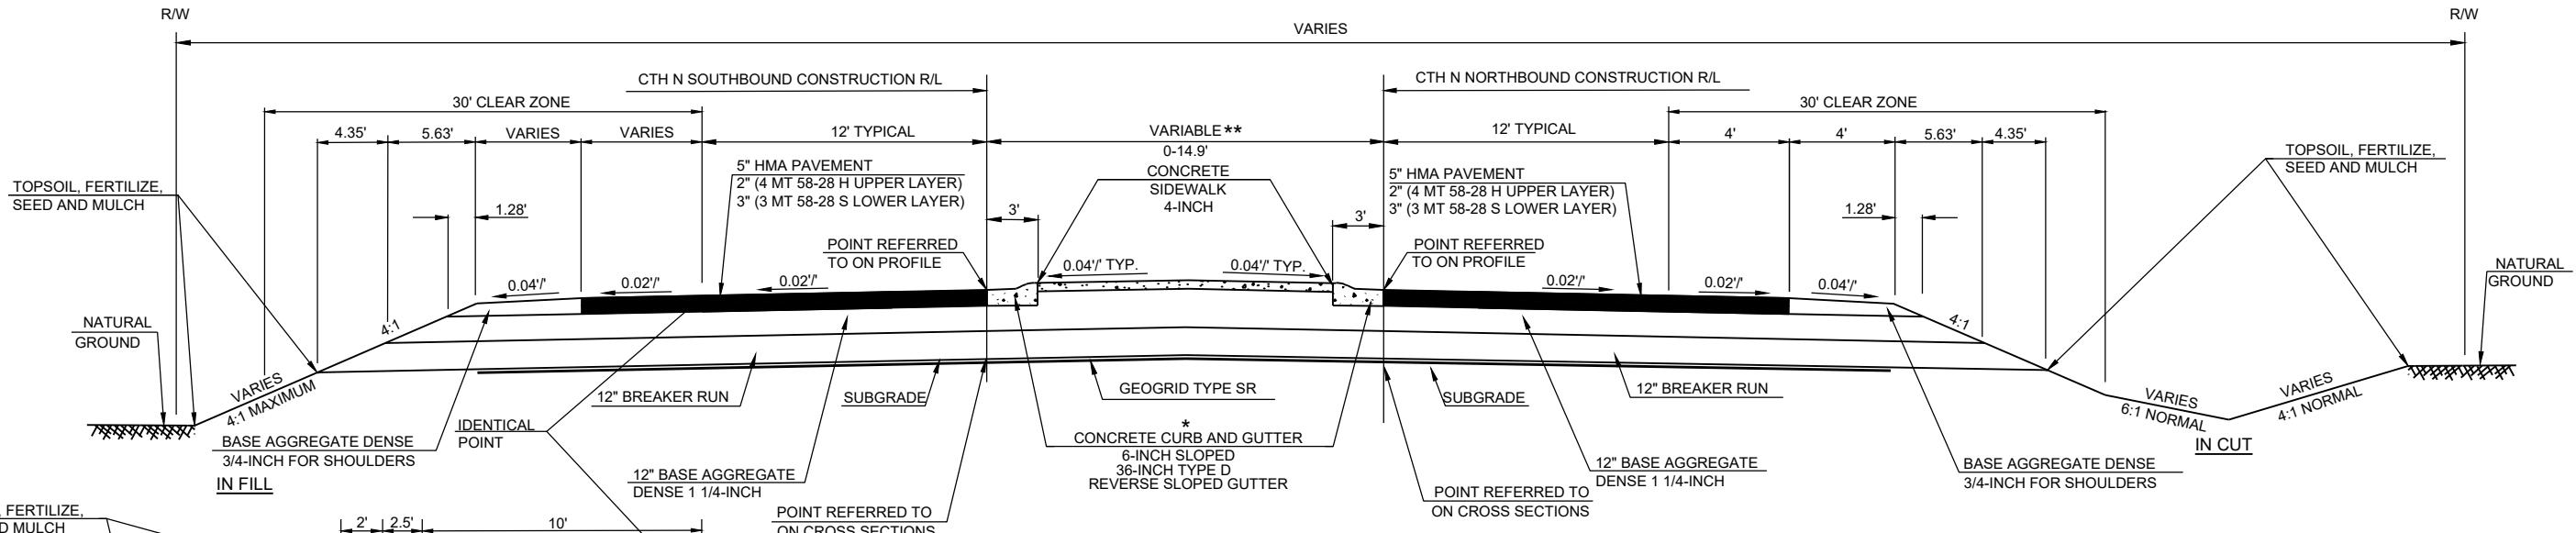 R/W
R/W
VARIES
CTH N SOUTHBOUND CONSTRUCTION R/L
CTH N NORTHBOUND CONSTRUCTION R/L
30' CLEAR ZONE
30' CLEAR ZONE
4.35'
5.63'
VARIES
VARIES
12' TYPICAL
VARIABLE**
0-14.9'
12' TYPICAL
4'
4'
5.63'
4.35'
TOPSOIL, FERTILIZE,
SEED AND MULCH
5" HMA PAVEMENT
2" (4 MT 58-28 H UPPER LAYER)
3" (3 MT 58-28 S LOWER LAYER)
CONCRETE
SIDEWALK
4-INCH
5" HMA PAVEMENT
2" (4 MT 58-28 H UPPER LAYER)
3" (3 MT 58-28 S LOWER LAYER)
TOPSOIL, FERTILIZE,
SEED AND MULCH
1.28'
3'
3'
1.28'
POINT REFERRED
TO ON PROFILE
POINT REFERRED
TO ON PROFILE
0.04'/'
0.02'/'
0.02'/'
0.04'/' TYP.
0.04'/' TYP.
0.02'/'
0.02'/'
0.04'/'
NATURAL
GROUND
NATURAL
GROUND
4:1
4:1
VARIES
4:1 MAXIMUM
12" BREAKER RUN
SUBGRADE
GEOGRID TYPE SR
SUBGRADE
12" BREAKER RUN
VARIES
6:1 NORMAL
VARIES
4:1 NORMAL
IN CUT
IDENTICAL
POINT
BASE AGGREGATE DENSE
3/4-INCH FOR SHOULDERS
IN FILL
12" BASE AGGREGATE
DENSE 1 1/4-INCH
*
CONCRETE CURB AND GUTTER
6-INCH SLOPED
36-INCH TYPE D
REVERSE SLOPED GUTTER
12" BASE AGGREGATE
DENSE 1 1/4-INCH
BASE AGGREGATE DENSE
3/4-INCH FOR SHOULDERS
POINT REFERRED TO
ON CROSS SECTIONS
POINT REFERRED TO
ON CROSS SECTIONS
, FERTILIZE,
D MULCH
2'
2.5'
10'